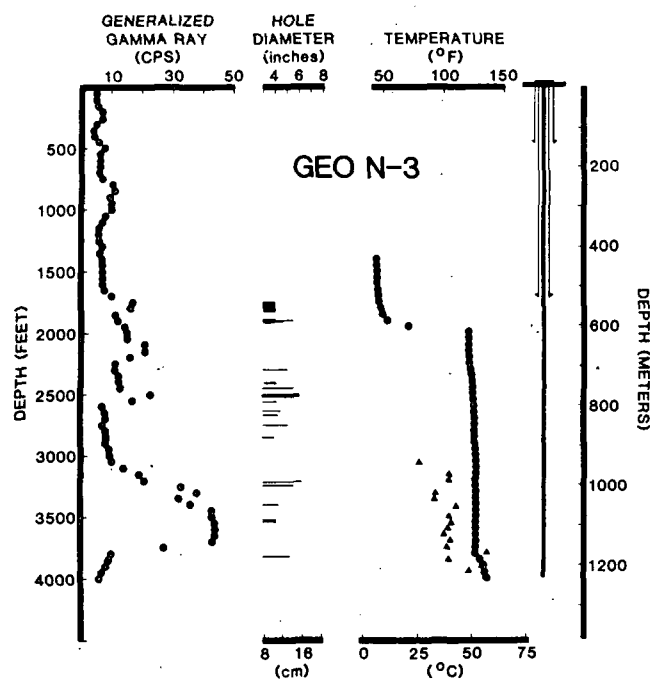 GENERALIZED
GAMMA RAY
(CPS)
HOLE
DIAMETER
(inches)
TEMPERATURE
(°F)
10 30 50
4 6 8
50 100 150
GEO N-3
DEPTH (FEET)
500
1000
1500
2000
2500
3000
3500
4000
200
400
600
800
1000
1200
DEPTH (METERS)
8 16
(cm)
0 25 50 75
(°C)